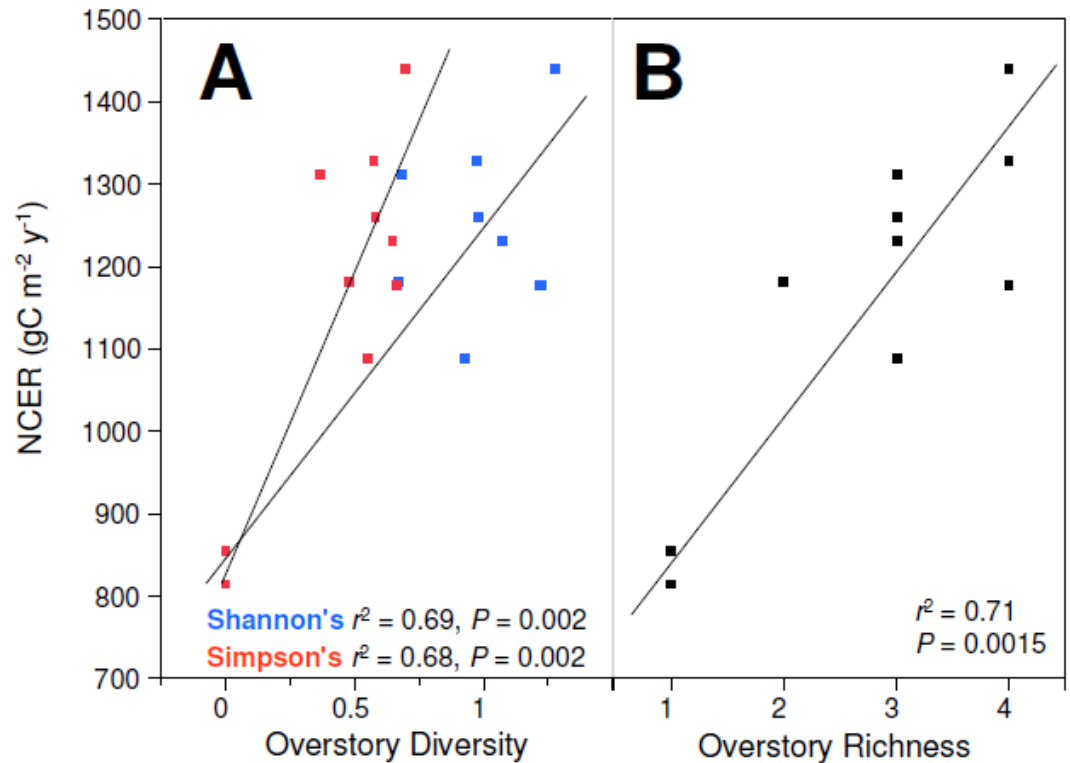 A
B
1500
1400
1300
1200
1100
1000
900
800
700
NCER (gC m⁻² y⁻¹)
Shannon's r² = 0.69, P = 0.002
Simpson's r² = 0.68, P = 0.002
r² = 0.71
P = 0.0015
0 0.5 1
1 2 3 4
Overstory Diversity
Overstory Richness